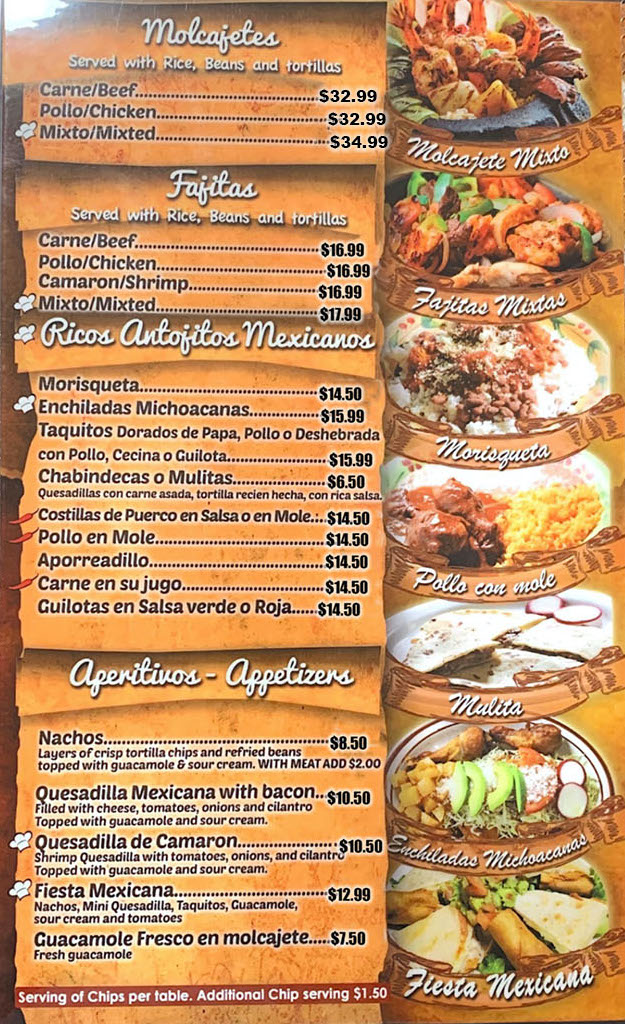 Molcajetes
Served with Rice, Beans and tortillas
Carne/Beef...............................$32.99
Pollo/Chicken...........................$32.99
Mixto/Mixted............................$34.99
Molcajete Mixto
Fajitas
Served with Rice, Beans and tortillas
Carne/Beef...............................$16.99
Pollo/Chicken...........................$16.99
Camaron/Shrimp.......................$16.99
Mixto/Mixted............................$17.99
Fajitas Mixtas
Ricos Antojitos Mexicanos
Morisqueta...............................$14.50
Enchiladas Michoacanas.............$15.99
Taquitos Dorados de Papa, Pollo o Deshebrada
con Pollo, Cecina o Guilota..................$15.99
Chabindecas o Mulitas................$6.50
Quesadillas con carne asada, tortilla recien hecha, con rica salsa.
Costillas de Puerco en Salsa o en Mole...$14.50
Pollo en Mole............................$14.50
Aporreadillo.............................$14.50
Carne en su jugo.......................$14.50
Guilotas en Salsa verde o Roja.....$14.50
Morisqueta
Pollo con mole
Mulita
Aperitivos - Appetizers
Nachos....................................$8.50
Layers of crisp tortilla chips and refried beans
topped with guacamole & sour cream. WITH MEAT ADD $2.00
Quesadilla Mexicana with bacon..$10.50
Filled with cheese, tomatoes, onions and cilantro
Topped with guacamole and sour cream.
Quesadilla de Camaron...............$10.50
Shrimp Quesadilla with tomatoes, onions, and cilantro
Topped with guacamole and sour cream.
Fiesta Mexicana........................$12.99
Nachos, Mini Quesadilla, Taquitos, Guacamole,
sour cream and tomatoes
Guacamole Fresco en molcajete....$7.50
Fresh guacamole
Enchiladas Michoacanas
Fiesta Mexicana
Serving of Chips per table. Additional Chip serving $1.50